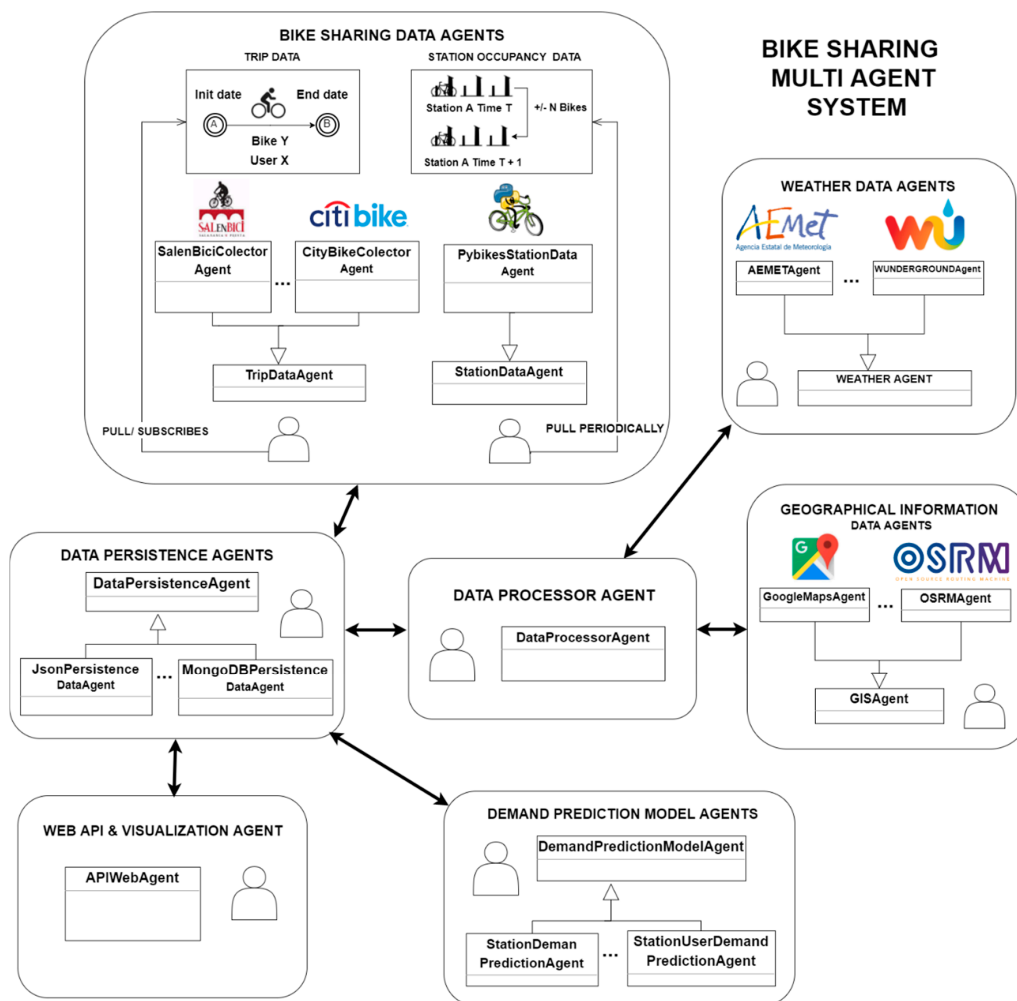 BIKE SHARING DATA AGENTS
TRIP DATA
STATION OCCUPANCY DATA
Init date
End date
A
B
Bike Y
User X
Station A Time T
+/- N Bikes
Station A Time T + 1
SALENBICI
citi bike
SalenBiciColector
Agent
...
CityBikeColector
Agent
PybikesStationData
Agent
TripDataAgent
StationDataAgent
PULL/ SUBSCRIBES
PULL PERIODICALLY
BIKE SHARING
MULTI AGENT
SYSTEM
WEATHER DATA AGENTS
AEMet
Agencia Estatal de Meteorología
WU
AEMETAgent
...
WUNDERGROUNDAgent
WEATHER AGENT
GEOGRAPHICAL INFORMATION
DATA AGENTS
G
OSRM
OPEN SOURCE ROUTING MACHINE
GoogleMapsAgent
...
OSRMAgent
GISAgent
DATA PERSISTENCE AGENTS
DataPersistenceAgent
JsonPersistence
DataAgent
...
MongoDBPersistence
DataAgent
DATA PROCESSOR AGENT
DataProcessorAgent
WEB API & VISUALIZATION AGENT
APIWebAgent
DEMAND PREDICTION MODEL AGENTS
DemandPredictionModelAgent
StationDeman
PredictionAgent
...
StationUserDemand
PredictionAgent